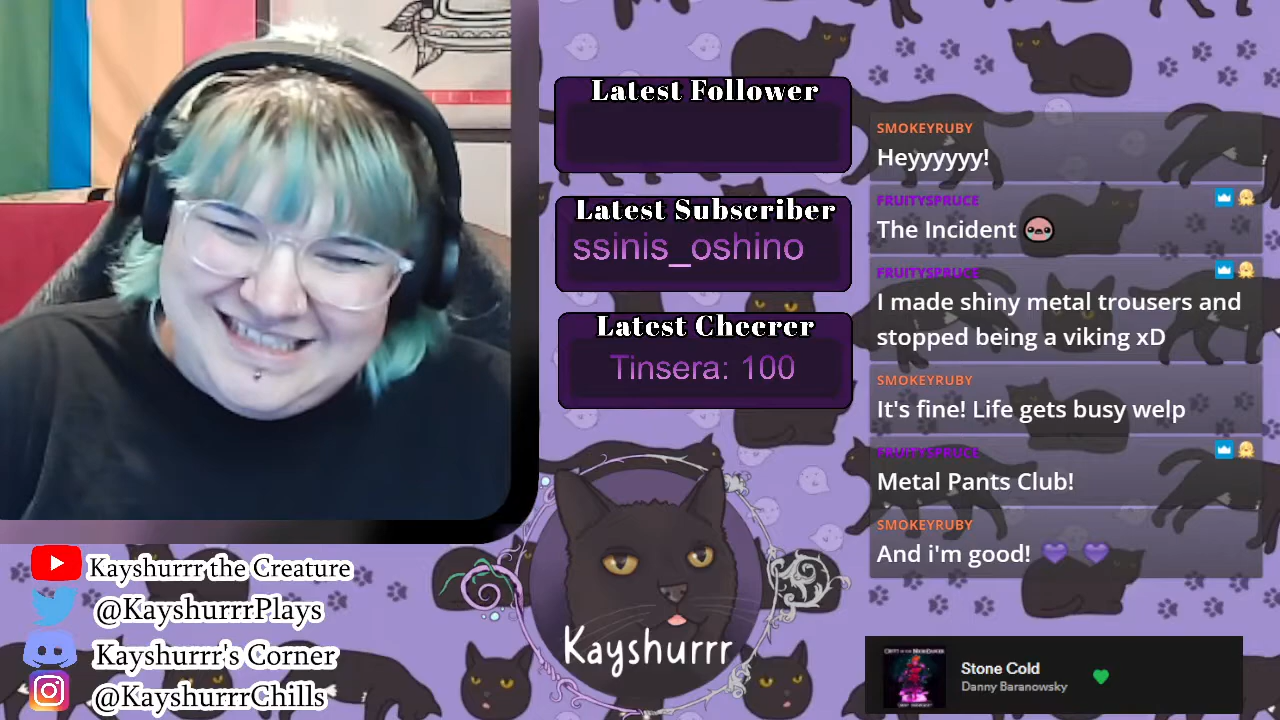 Latest Follower
Latest Subscriber
ssinis_oshino
Latest Cheerer
Tinsera: 100
SMOKEYRUBY
Heyyyyyy!
FRUITYSPRUCE
The Incident
FRUITYSPRUCE
I made shiny metal trousers and
stopped being a viking xD
SMOKEYRUBY
It's fine! Life gets busy welp
FRUITYSPRUCE
Metal Pants Club!
SMOKEYRUBY
And i'm good!
Kayshurrr the Creature
@KayshurrrPlays
Kayshurrr's Corner
@KayshurrrChills
Kayshurrr
Stone Cold
Danny Baranowsky